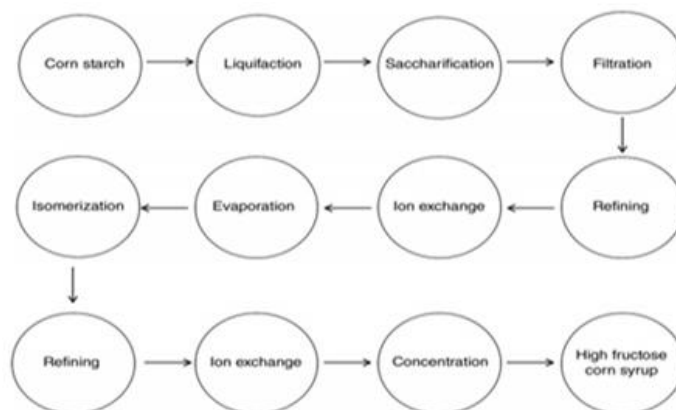 Corn starch
Liquifaction
Saccharification
Filtration
Refining
Ion exchange
Evaporation
Isomerization
Refining
Ion exchange
Concentration
High fructose
corn syrup